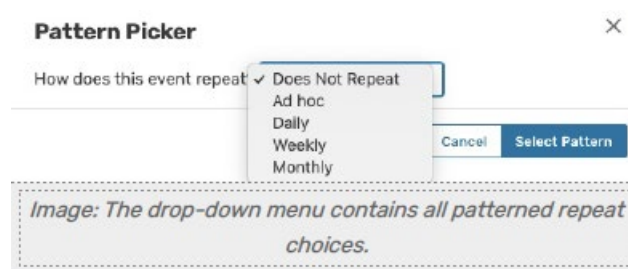 Pattern Picker
How does this event repeat
✓ Does Not Repeat
Ad hoc
Daily
Weekly
Monthly
Cancel
Select Pattern
Image: The drop-down menu contains all patterned repeat
choices.